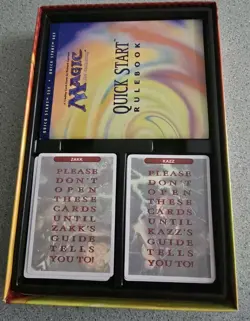 MAGIC
QUICK START
RULEBOOK
ZAKK
PLEASE
DON'T
OPEN
THESE
CARDS
UNTIL
ZAKK'S
GUIDE
TELLS
YOU TO!
KAZZ
PLEASE
DON'T
OPEN
THESE
CARDS
UNTIL
KAZZ'S
GUIDE
TELLS
YOU TO!